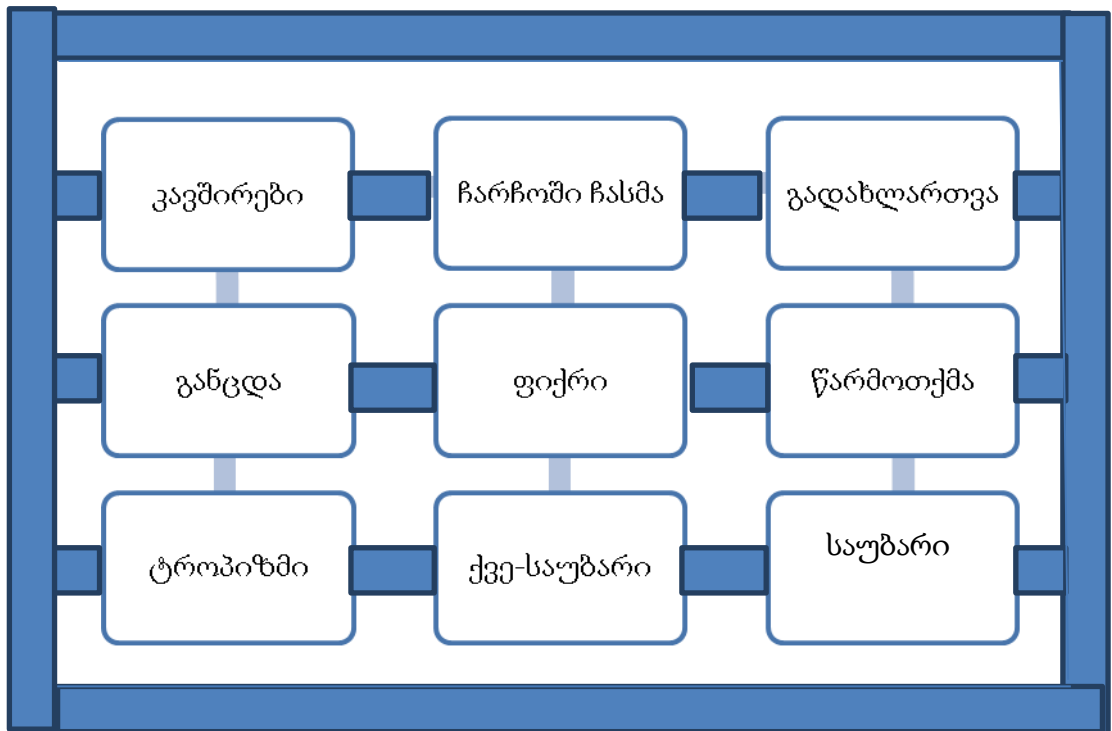 კავშირები
ჩარჩოში ჩასმა
გადახლართვა
განცდა
ფიქრი
წარმოთქმა
ტროპიზმი
ქვე-საუბარი
საუბარი